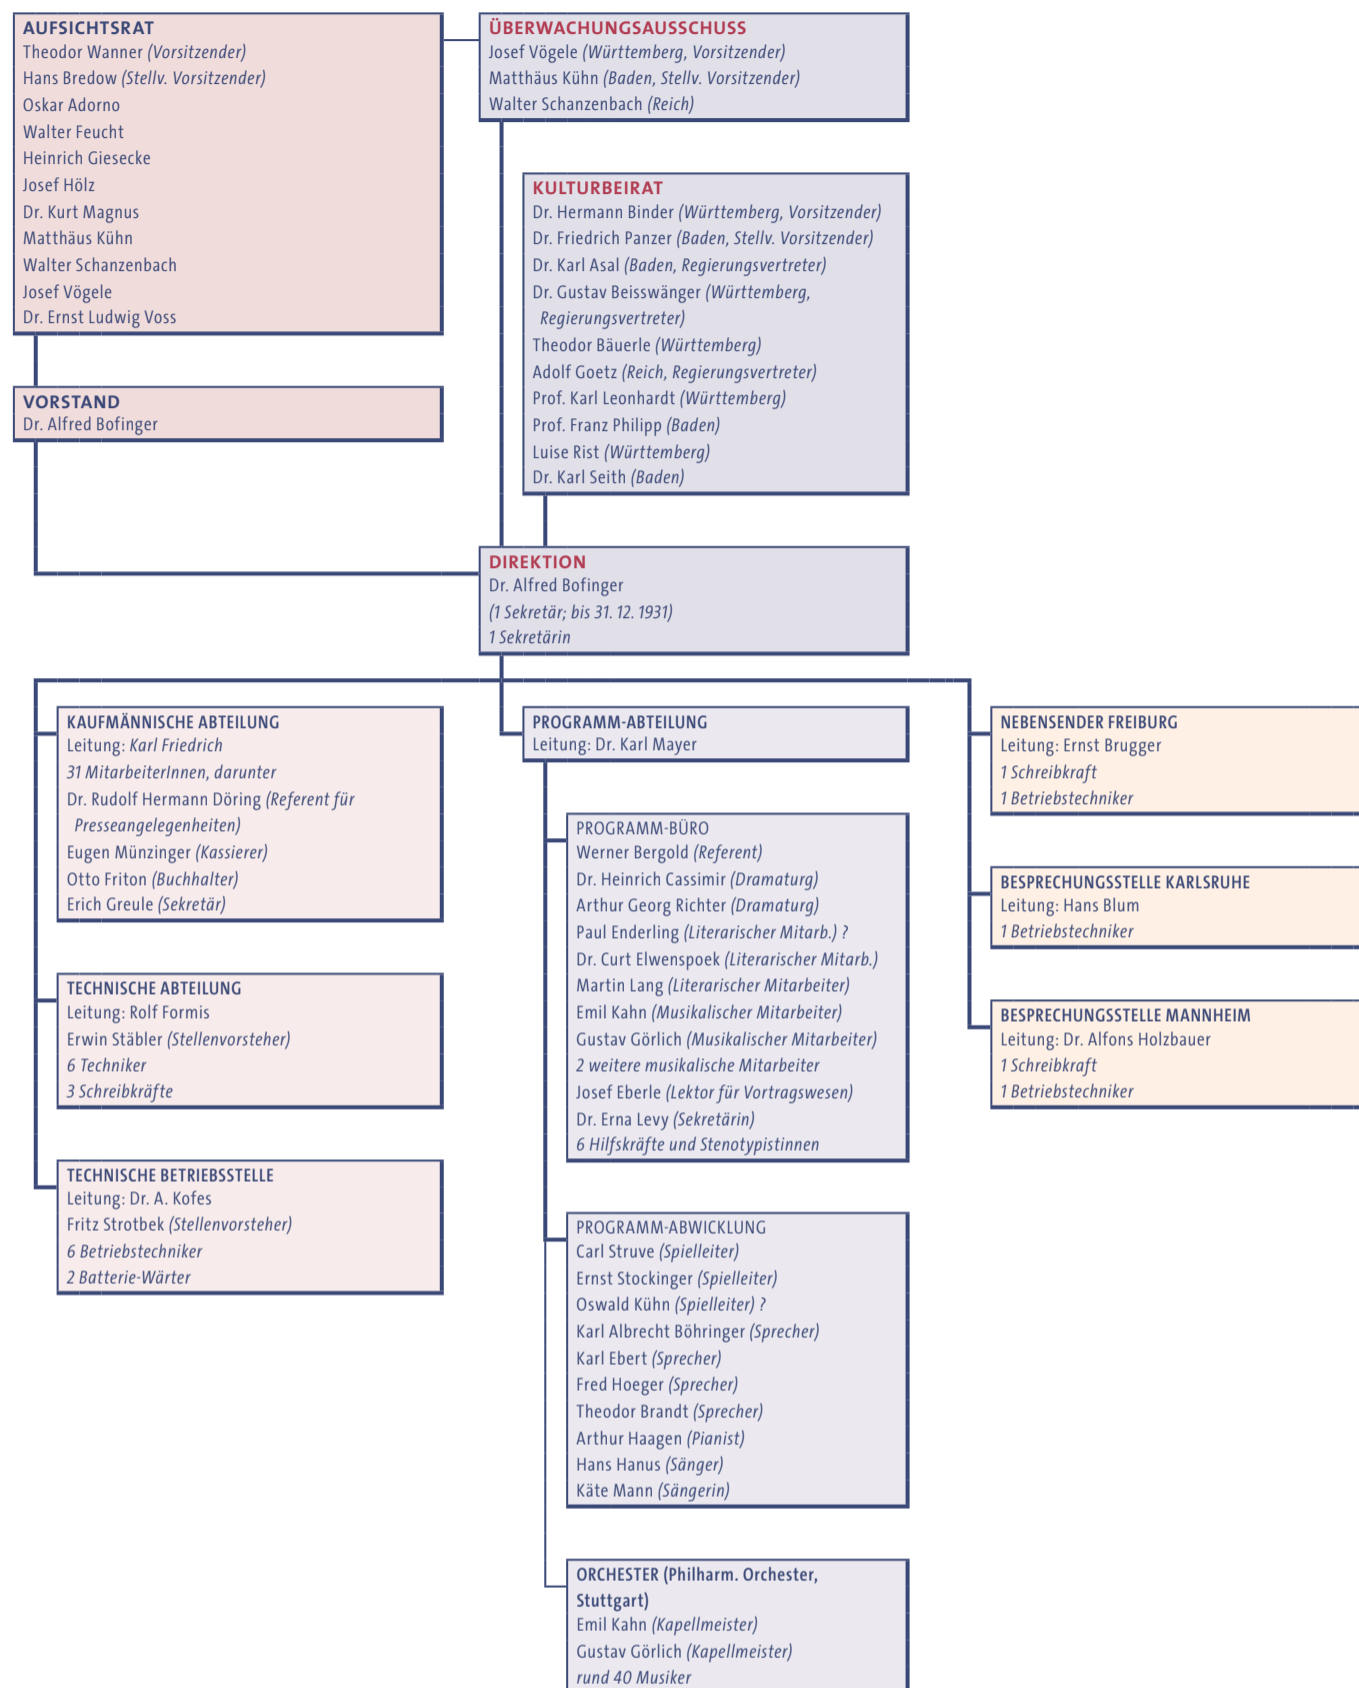 AUFSICHTSRAT
Theodor Wanner (Vorsitzender)
Hans Bredow (Stellv. Vorsitzender)
Oskar Adorno
Walter Feucht
Heinrich Giesecke
Josef Hölz
Dr. Kurt Magnus
Matthäus Kühn
Walter Schanzenbach
Josef Vögele
Dr. Ernst Ludwig Voss
ÜBERWACHUNGSAUSSCHUSS
Josef Vögele (Württemberg, Vorsitzender)
Matthäus Kühn (Baden, Stellv. Vorsitzender)
Walter Schanzenbach (Reich)
KULTURBEIRAT
Dr. Hermann Binder (Württemberg, Vorsitzender)
Dr. Friedrich Panzer (Baden, Stellv. Vorsitzender)
Dr. Karl Asal (Baden, Regierungsvertreter)
Dr. Gustav Beisswänger (Württemberg,
Regierungsvertreter)
Theodor Bäuerle (Württemberg)
Adolf Goetz (Reich, Regierungsvertreter)
Prof. Karl Leonhardt (Württemberg)
Prof. Franz Philipp (Baden)
Luise Rist (Württemberg)
Dr. Karl Seith (Baden)
VORSTAND
Dr. Alfred Bofinger
DIREKTION
Dr. Alfred Bofinger
(1 Sekretär; bis 31. 12. 1931)
1 Sekretärin
KAUFMÄNNISCHE ABTEILUNG
Leitung: Karl Friedrich
31 MitarbeiterInnen, darunter
Dr. Rudolf Hermann Döring (Referent für
Presseangelegenheiten)
Eugen Münzinger (Kassierer)
Otto Friton (Buchhalter)
Erich Greule (Sekretär)
TECHNISCHE ABTEILUNG
Leitung: Rolf Formis
Erwin Stäbler (Stellenvorsteher)
6 Techniker
3 Schreibkräfte
TECHNISCHE BETRIEBSSTELLE
Leitung: Dr. A. Kofes
Fritz Strotbek (Stellenvorsteher)
6 Betriebstechniker
2 Batterie-Wärter
PROGRAMM-ABTEILUNG
Leitung: Dr. Karl Mayer
PROGRAMM-BÜRO
Werner Bergold (Referent)
Dr. Heinrich Cassimir (Dramaturg)
Arthur Georg Richter (Dramaturg)
Paul Enderling (Literarischer Mitarb.) ?
Dr. Curt Elwenspoek (Literarischer Mitarb.)
Martin Lang (Literarischer Mitarbeiter)
Emil Kahn (Musikalischer Mitarbeiter)
Gustav Görlich (Musikalischer Mitarbeiter)
2 weitere musikalische Mitarbeiter
Josef Eberle (Lektor für Vortragswesen)
Dr. Erna Levy (Sekretärin)
6 Hilfskräfte und Stenotypistinnen
PROGRAMM-ABWICKLUNG
Carl Struve (Spielleiter)
Ernst Stockinger (Spielleiter)
Oswald Kühn (Spielleiter) ?
Karl Albrecht Böhringer (Sprecher)
Karl Ebert (Sprecher)
Fred Hoeger (Sprecher)
Theodor Brandt (Sprecher)
Arthur Haagen (Pianist)
Hans Hanus (Sänger)
Käte Mann (Sängerin)
ORCHESTER (Philharm. Orchester,
Stuttgart)
Emil Kahn (Kapellmeister)
Gustav Görlich (Kapellmeister)
rund 40 Musiker
NEBENSENDER FREIBURG
Leitung: Ernst Brugger
1 Schreibkraft
1 Betriebstechniker
BESPRECHUNGSSTELLE KARLSRUHE
Leitung: Hans Blum
1 Betriebstechniker
BESPRECHUNGSSTELLE MANNHEIM
Leitung: Dr. Alfons Holzbauer
1 Schreibkraft
1 Betriebstechniker